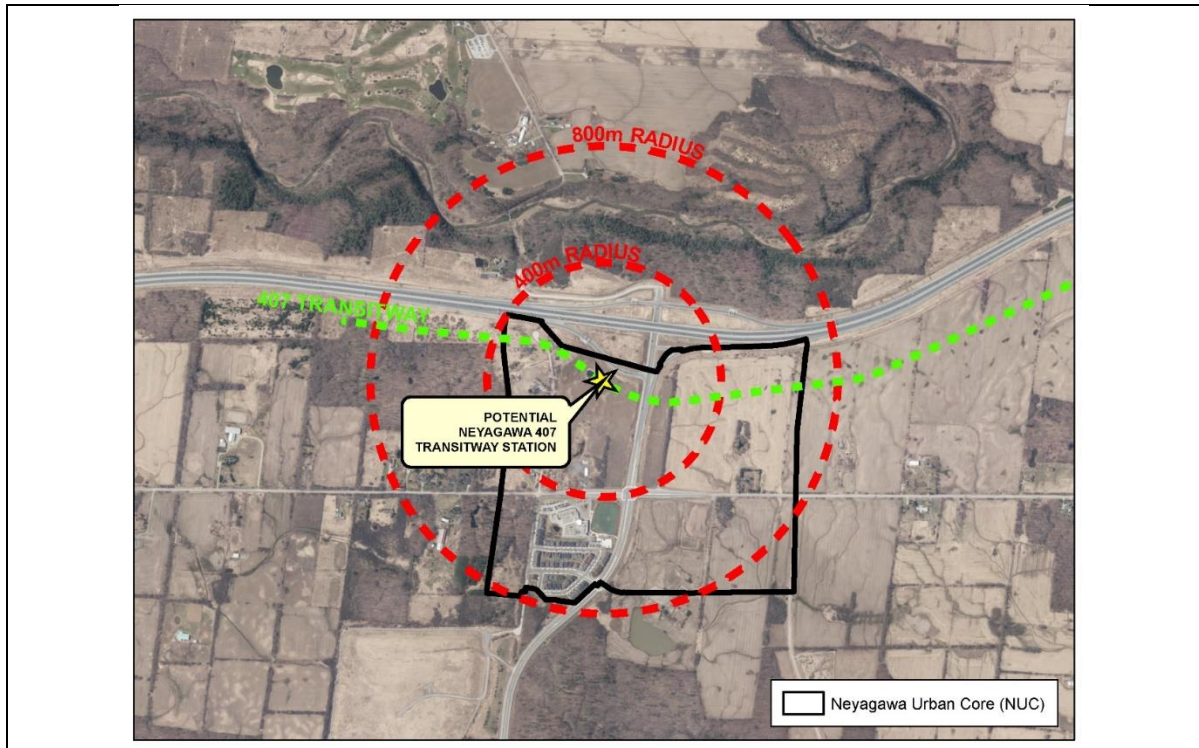 800m RADIUS
400m RADIUS
407 TRANSITWAY
POTENTIAL
NEYAGAWA 407
TRANSITWAY STATION
Neyagawa Urban Core (NUC)